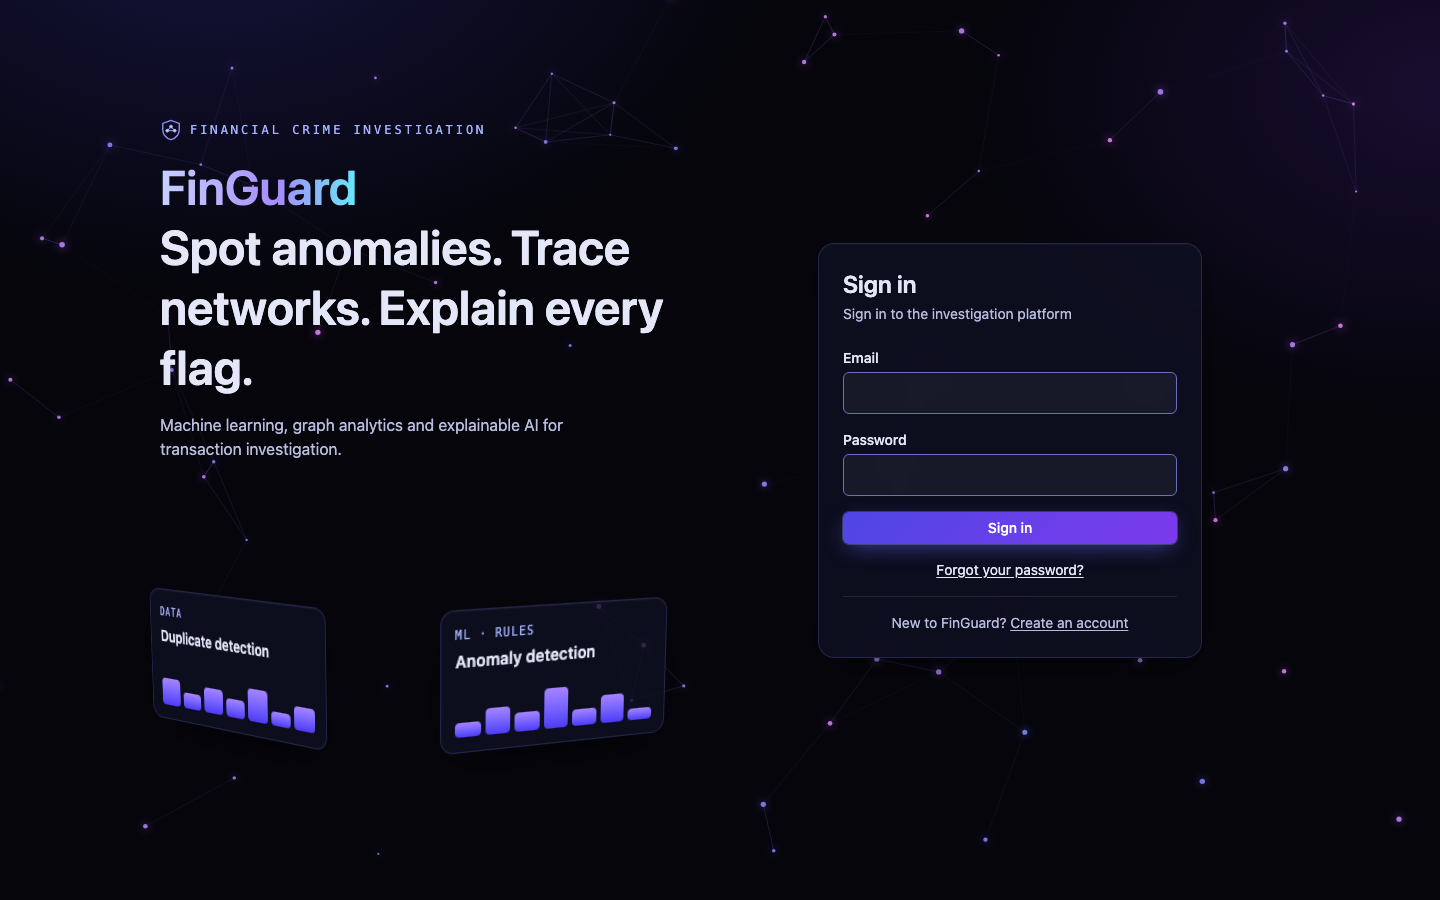 FINANCIAL CRIME INVESTIGATION
FinGuard
Spot anomalies. Trace
networks. Explain every
flag.
Machine learning, graph analytics and explainable AI for
transaction investigation.
DATA
Duplicate detection
ML · RULES
Anomaly detection
Sign in
Sign in to the investigation platform
Email
Password
Sign in
Forgot your password?
New to FinGuard? Create an account